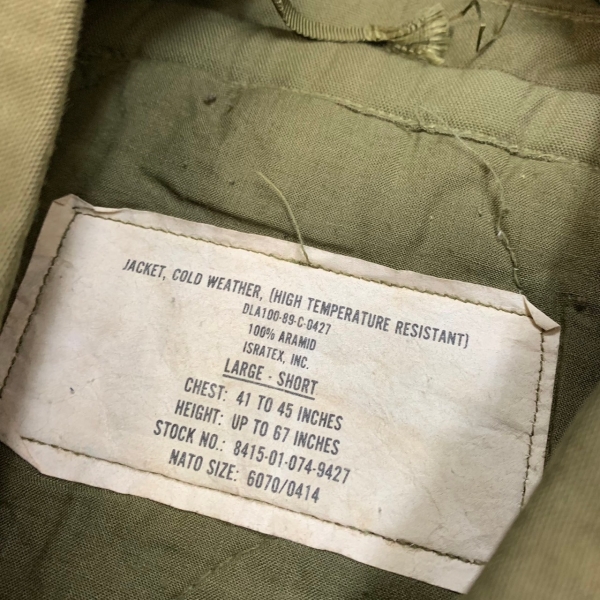 JACKET, COLD WEATHER, (HIGH TEMPERATURE RESISTANT)
DLA100-89-C-0427
100% ARAMID
ISRATEX, INC.
LARGE - SHORT
CHEST: 41 TO 45 INCHES
HEIGHT: UP TO 67 INCHES
STOCK NO.: 8415-01-074-9427
NATO SIZE: 6070/0414